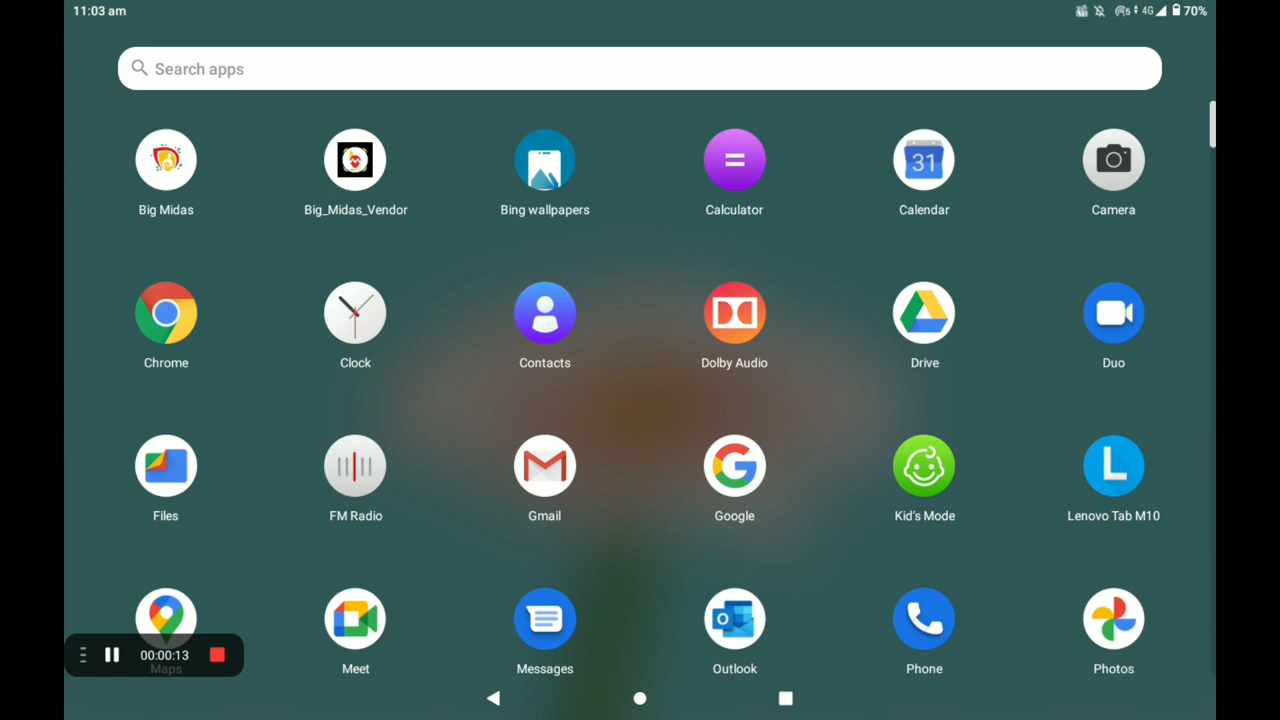 11:03 am
4G 70%
Search apps
Big Midas
Big_Midas_Vendor
Bing wallpapers
Calculator
31
Calendar
Camera
Chrome
Clock
Contacts
Dolby Audio
Drive
Duo
Files
FM Radio
Gmail
Google
Kid's Mode
L
Lenovo Tab M10
00:00:13
Maps
Meet
Messages
Outlook
Phone
Photos